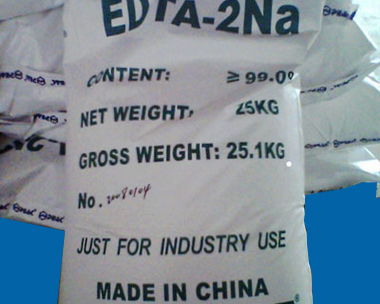 EDTA-2Na
CONTENT: ≥ 99.0%
NET WEIGHT: 25KG
GROSS WEIGHT: 25.1KG
No. 20080104
JUST FOR INDUSTRY USE
MADE IN CHINA